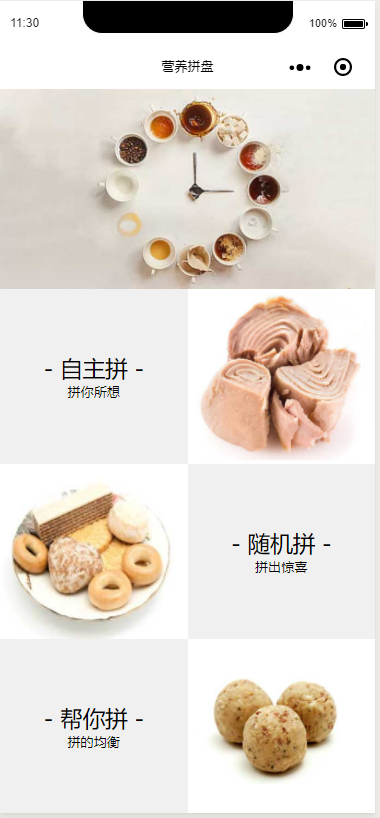 11:30
100%
营养拼盘
- 自主拼 -
拼你所想
- 随机拼 -
拼出惊喜
- 帮你拼 -
拼的均衡